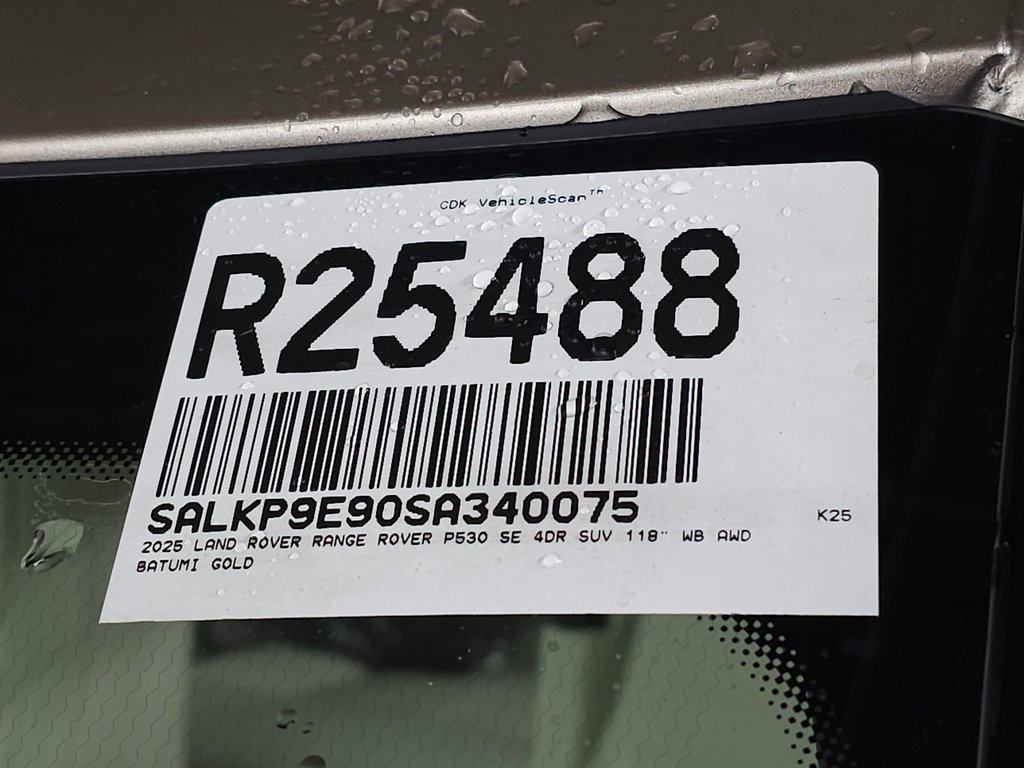 CDK VehicleScan™
R25488
SALKP9E90SA340075
K25
2025 LAND ROVER RANGE ROVER P530 SE 4DR SUV 118" WB AWD
BATUMI GOLD